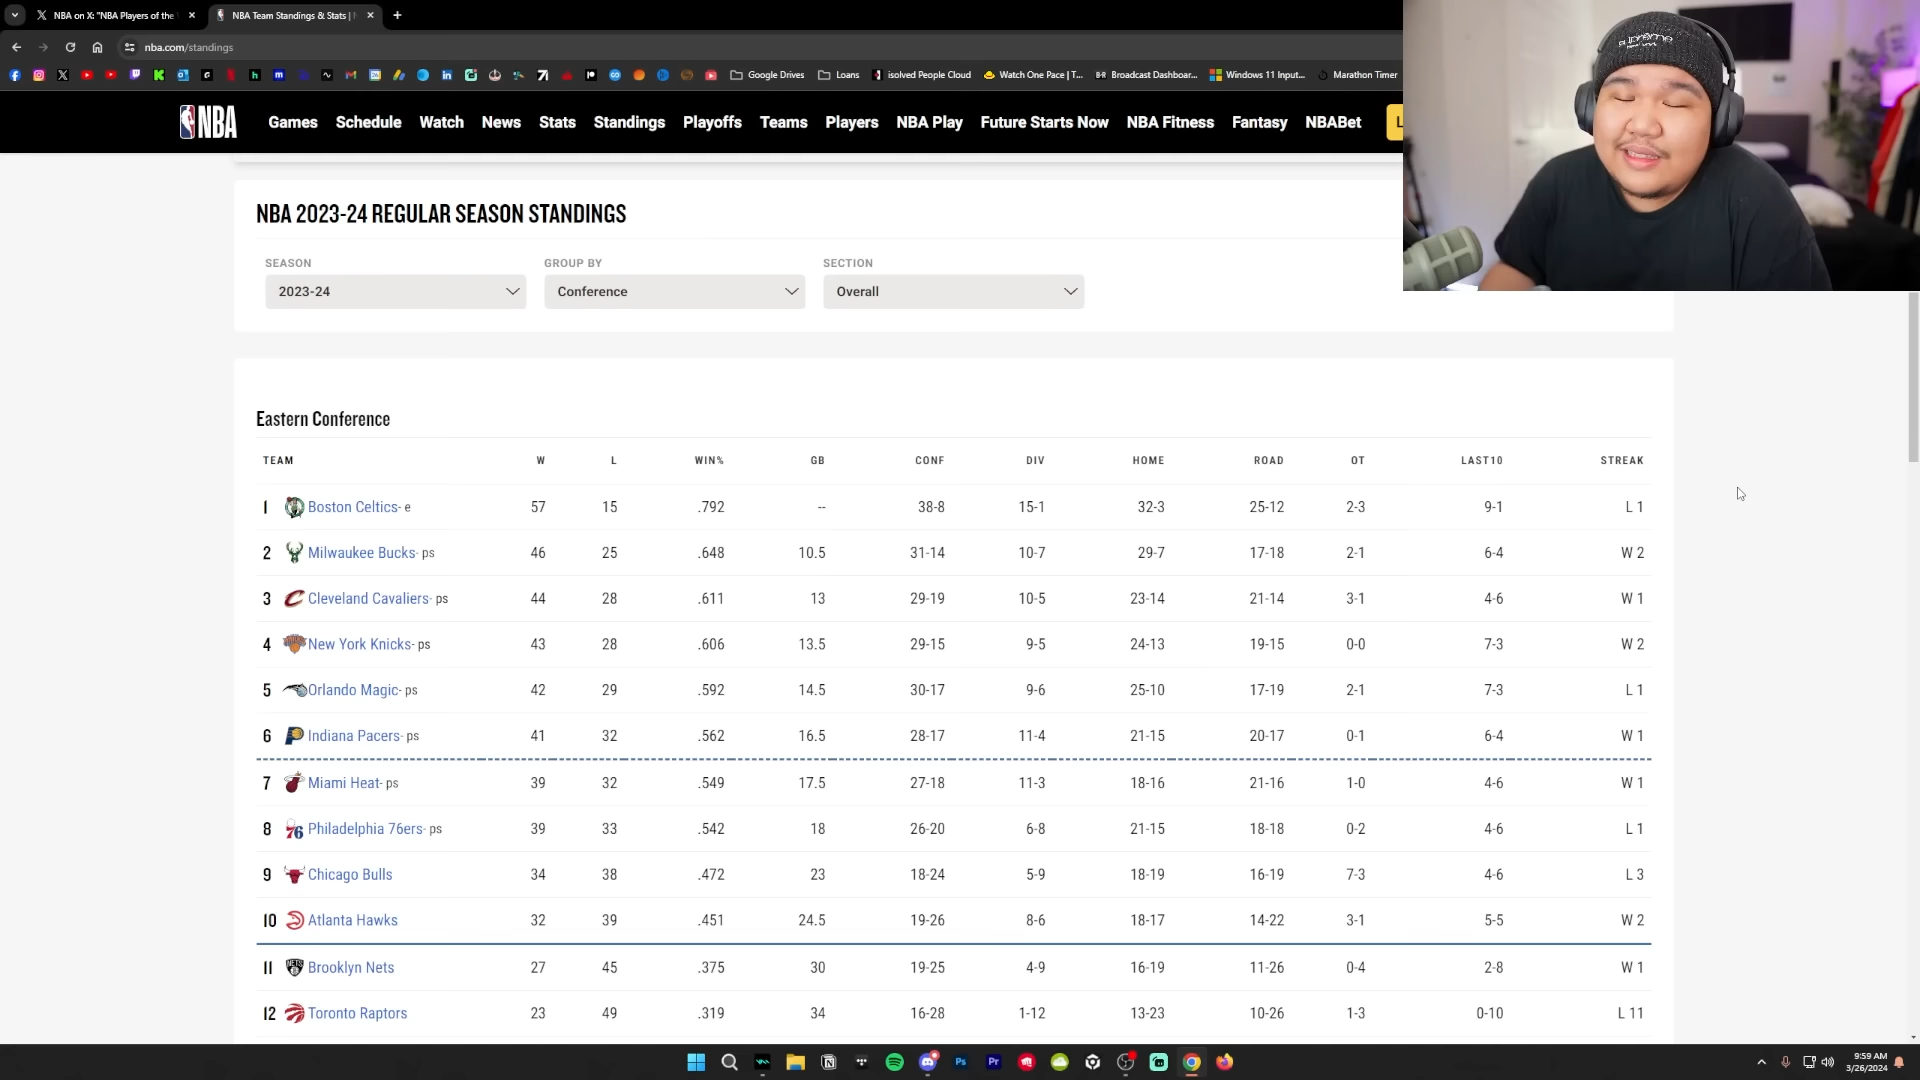 NBA on X: "NBA Players of the
NBA Team Standings & Stats |
nba.com/standings
Google Drives
Loans
isolved People Cloud
Watch One Pace | T...
Broadcast Dashboar...
Windows 11 Input...
Marathon Timer
NBA Games Schedule Watch News Stats Standings Playoffs Teams Players NBA Play Future Starts Now NBA Fitness Fantasy NBABet
Supreme
NBA 2023-24 REGULAR SEASON STANDINGS
SEASON GROUP BY SECTION
2023-24 Conference Overall
Eastern Conference
TEAM W L WIN% GB CONF DIV HOME ROAD OT LAST10 STREAK
1 Boston Celtics- e 57 15 .792 -- 38-8 15-1 32-3 25-12 2-3 9-1 L 1
2 Milwaukee Bucks- ps 46 25 .648 10.5 31-14 10-7 29-7 17-18 2-1 6-4 W 2
3 Cleveland Cavaliers- ps 44 28 .611 13 29-19 10-5 23-14 21-14 3-1 4-6 W 1
4 New York Knicks- ps 43 28 .606 13.5 29-15 9-5 24-13 19-15 0-0 7-3 W 2
5 Orlando Magic- ps 42 29 .592 14.5 30-17 9-6 25-10 17-19 2-1 7-3 L 1
6 Indiana Pacers- ps 41 32 .562 16.5 28-17 11-4 21-15 20-17 0-1 6-4 W 1
7 Miami Heat- ps 39 32 .549 17.5 27-18 11-3 18-16 21-16 1-0 4-6 W 1
8 Philadelphia 76ers- ps 39 33 .542 18 26-20 6-8 21-15 18-18 0-2 4-6 L 1
9 Chicago Bulls 34 38 .472 23 18-24 5-9 18-19 16-19 7-3 4-6 L 3
10 Atlanta Hawks 32 39 .451 24.5 19-26 8-6 18-17 14-22 3-1 5-5 W 2
11 Brooklyn Nets 27 45 .375 30 19-25 4-9 16-19 11-26 0-4 2-8 W 1
12 Toronto Raptors 23 49 .319 34 16-28 1-12 13-23 10-26 1-3 0-10 L 11
9:59 AM
3/26/2024